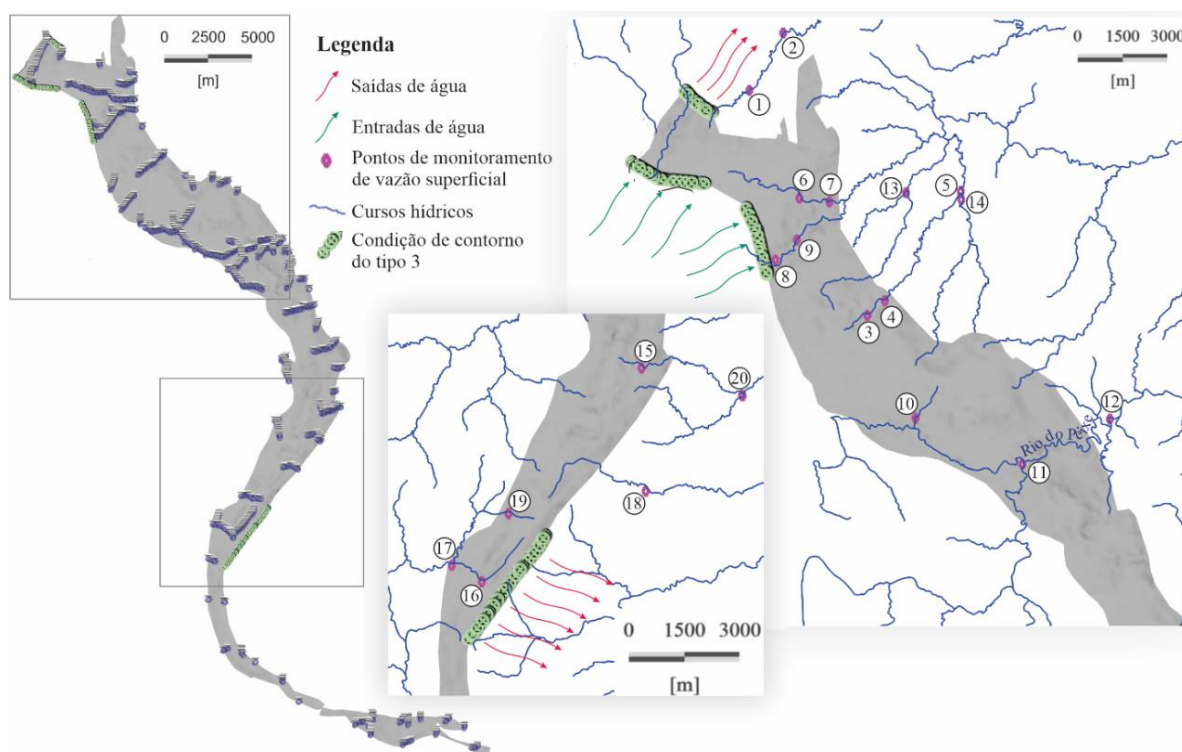 0 2500 5000
[m]
Legenda
Saídas de água
Entradas de água
Pontos de monitoramento
de vazão superficial
Cursos hídricos
Condição de contorno
do tipo 3
0 1500 3000
[m]
2
1
6
7
13
5
14
9
8
4
3
10
12
Rio do Peixe
11
15
20
18
19
17
16
0 1500 3000
[m]